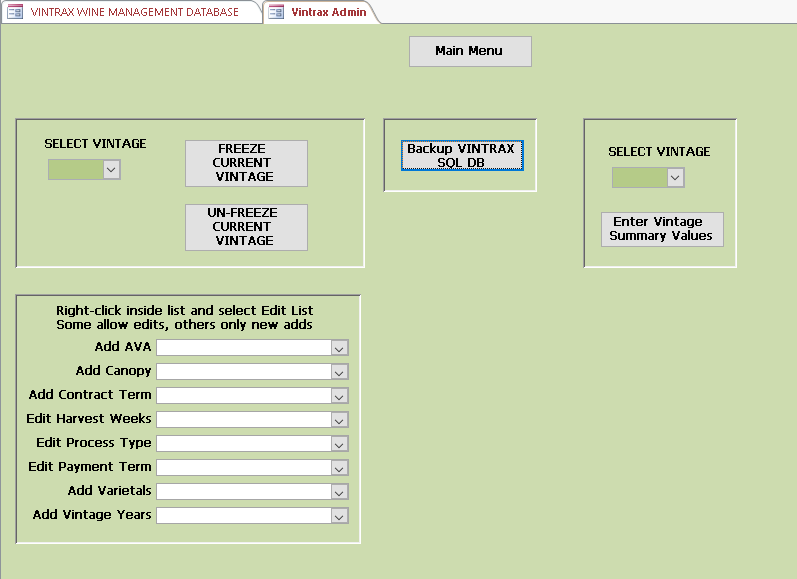 VINTRAX WINE MANAGEMENT DATABASE
Vintrax Admin
Main Menu
SELECT VINTAGE
FREEZE
CURRENT
VINTAGE
UN-FREEZE
CURRENT
VINTAGE
Backup VINTRAX
SQL DB
SELECT VINTAGE
Enter Vintage
Summary Values
Right-click inside list and select Edit List
Some allow edits, others only new adds
Add AVA
Add Canopy
Add Contract Term
Edit Harvest Weeks
Edit Process Type
Edit Payment Term
Add Varietals
Add Vintage Years